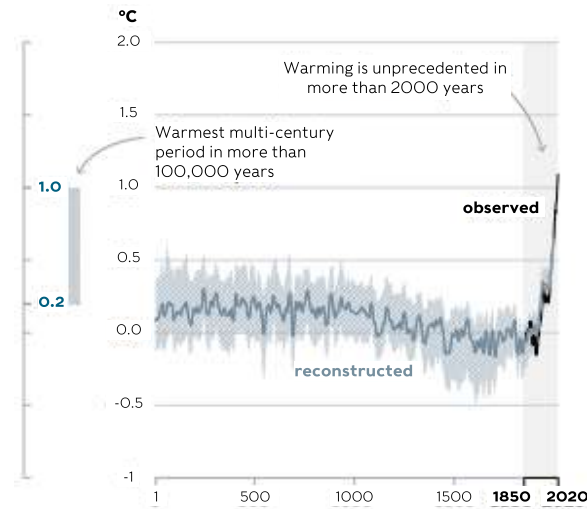 °C
2.0
Warming is unprecedented in
more than 2000 years
1.5
Warmest multi-century
period in more than
100,000 years
1.0
1.0
observed
0.5
0.2
0.0
reconstructed
-0.5
-1
1 500 1000 1500 1850 2020